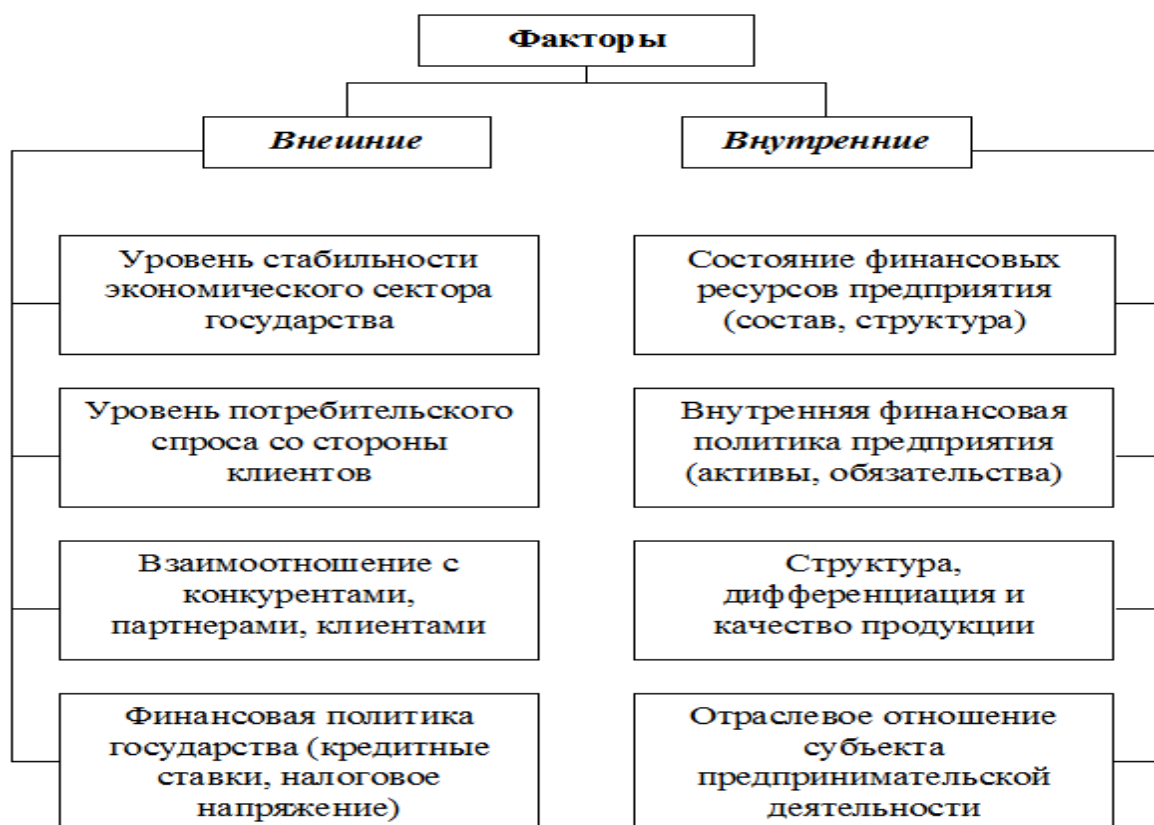 Факторы
Внешние
Внутренние
Уровень стабильности
экономического сектора
государства
Уровень потребительского
спроса со стороны
клиентов
Взаимоотношение с
конкурентами,
партнерами, клиентами
Финансовая политика
государства (кредитные
ставки, налоговое
напряжение)
Состояние финансовых
ресурсов предприятия
(состав, структура)
Внутренняя финансовая
политика предприятия
(активы, обязательства)
Структура,
дифференциация и
качество продукции
Отраслевое отношение
субъекта
предпринимательской
деятельности